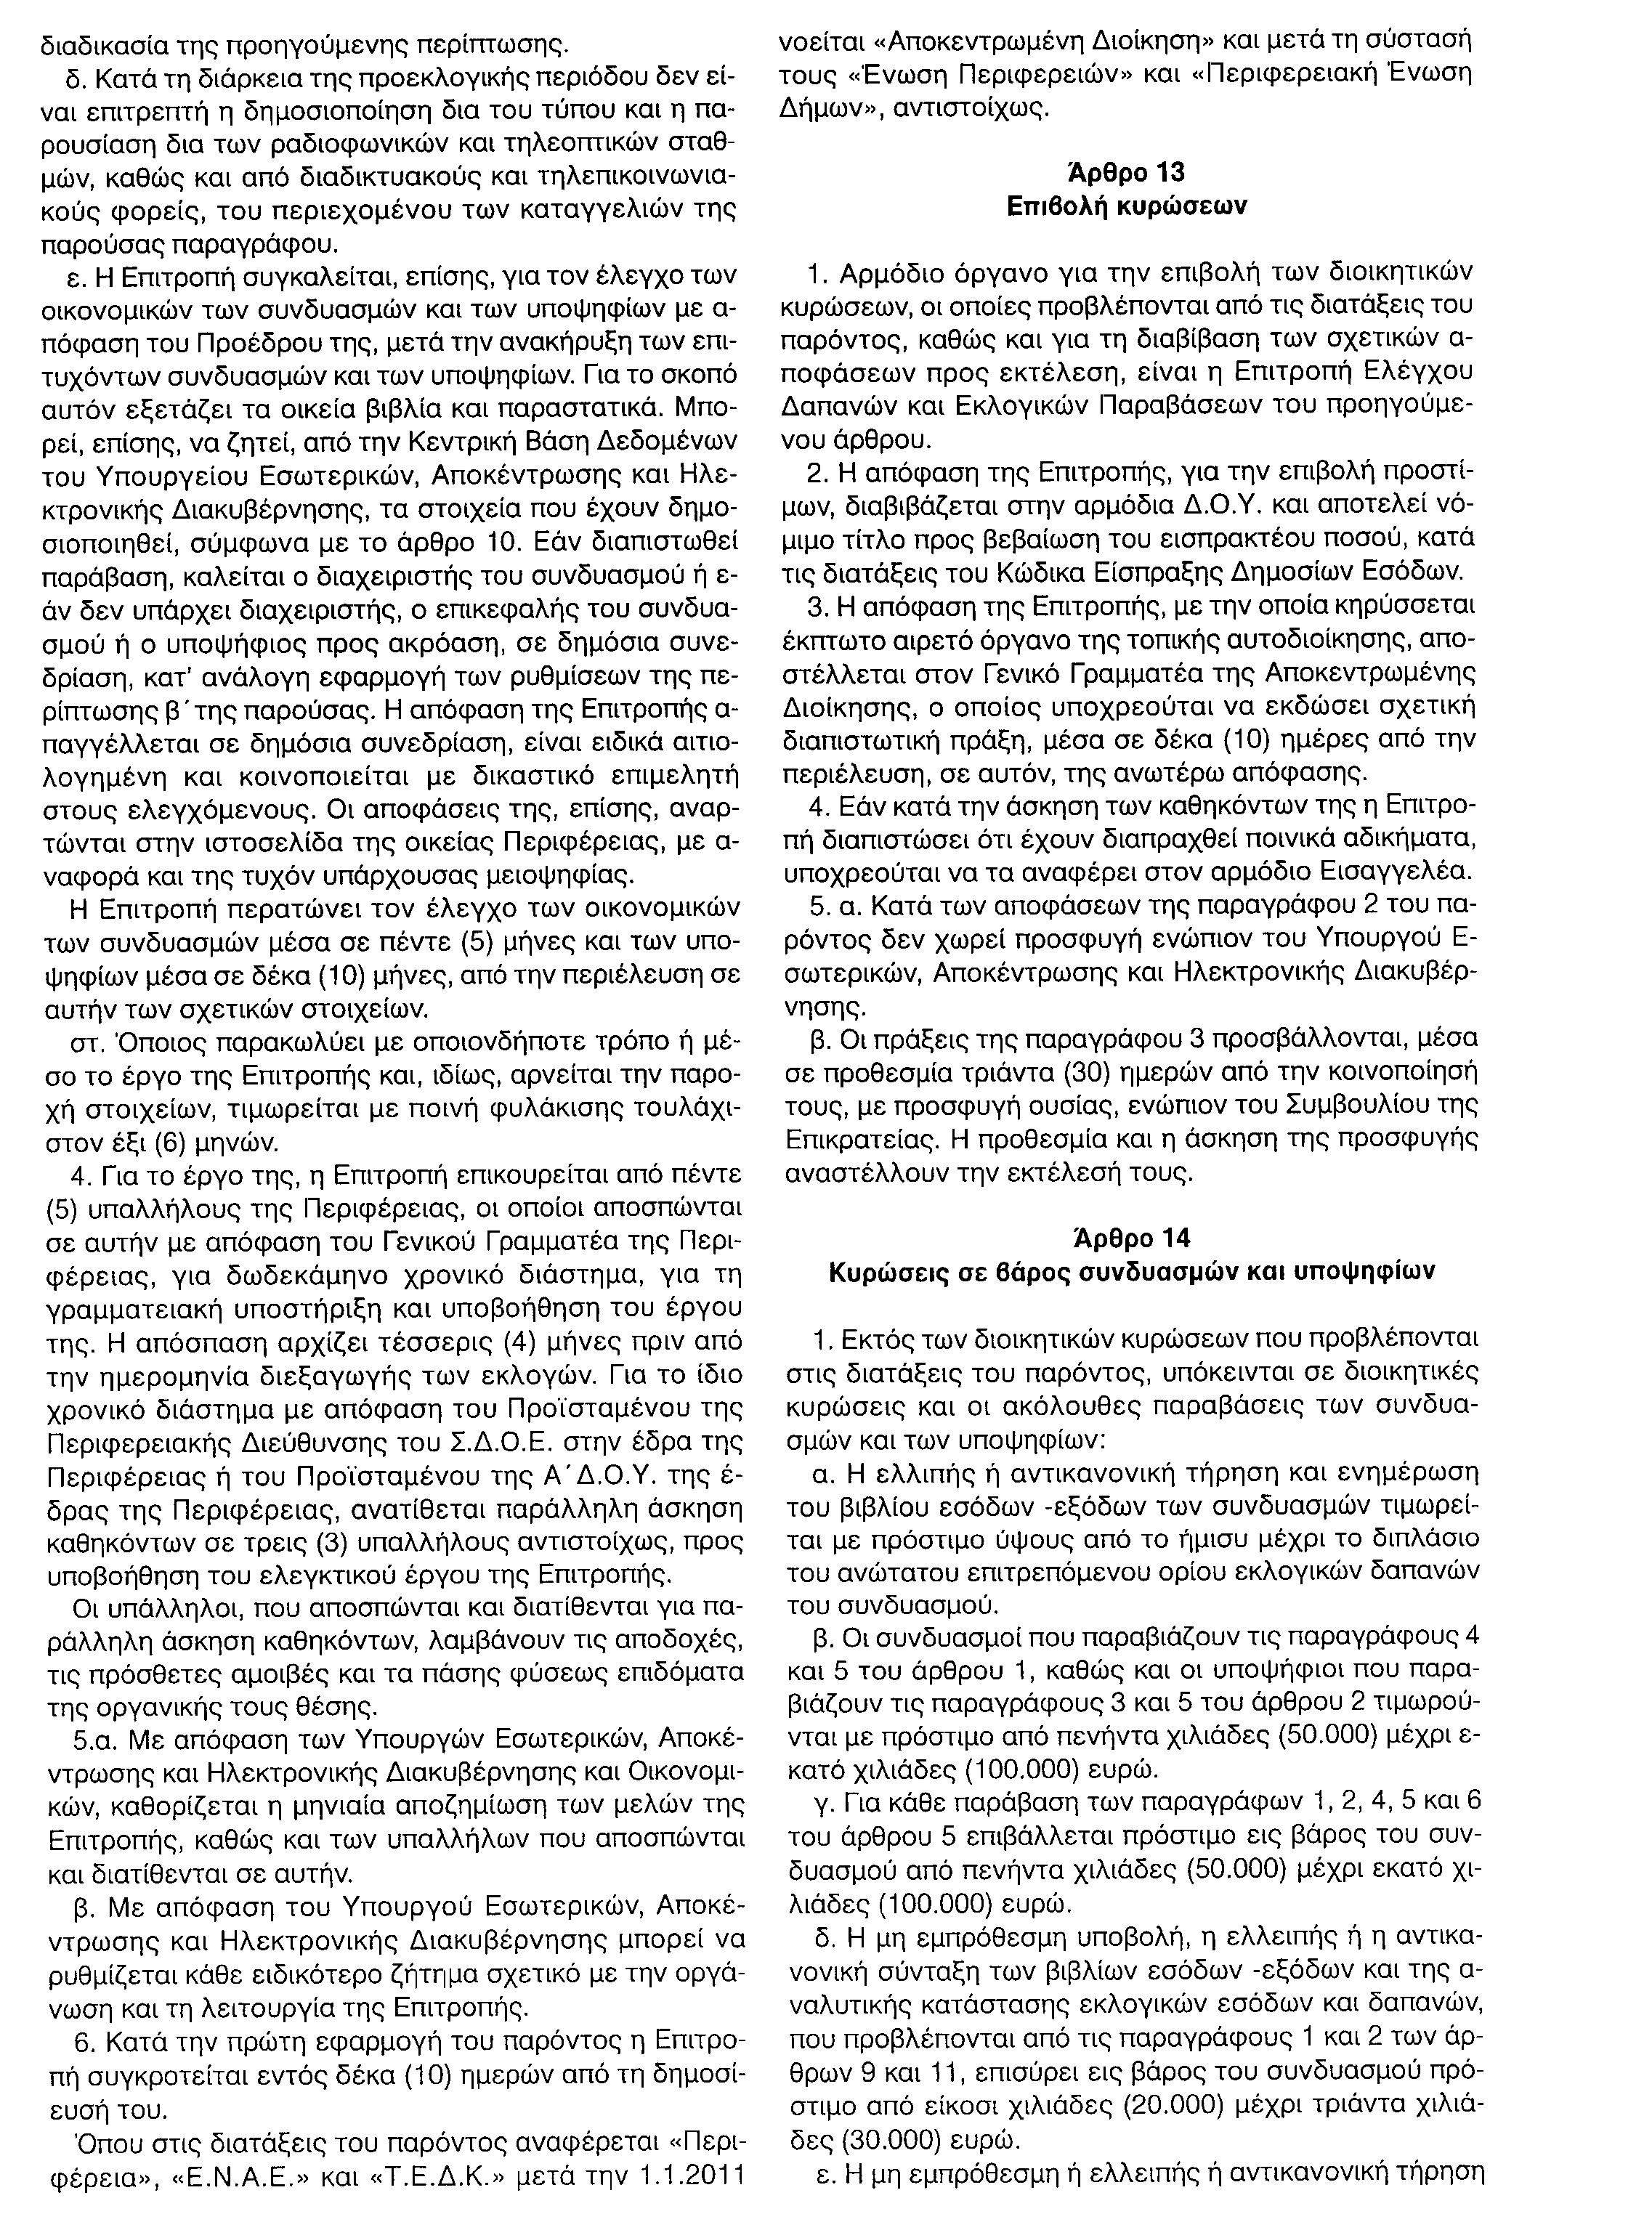 διαδικασία της προηγούμενης περίπτωσης.
δ. Κατά τη διάρκεια της προεκλογικής περιόδου δεν εί-
ναι επιτρεπτή η δημοσιοποίηση δια του τύπου και η πα-
ρουσίαση δια των ραδιοφωνικών και τηλεοπτικών σταθ-
μών, καθώς και από διαδικτυακούς και τηλεπικοινωνια-
κούς φορείς, του περιεχομένου των καταγγελιών της
παρούσας παραγράφου.
ε. Η Επιτροπή συγκαλείται, επίσης, για τον έλεγχο των
οικονομικών των συνδυασμών και των υποψηφίων με α-
πόφαση του Προέδρου της, μετά την ανακήρυξη των επι-
τυχόντων συνδυασμών και των υποψηφίων. Για το σκοπό
αυτόν εξετάζει τα οικεία βιβλία και παραστατικά. Μπο-
ρεί, επίσης, να ζητεί, από την Κεντρική Βάση Δεδομένων
του Υπουργείου Εσωτερικών, Αποκέντρωσης και Ηλε-
κτρονικής Διακυβέρνησης, τα στοιχεία που έχουν δημο-
σιοποιηθεί, σύμφωνα με το άρθρο 10. Εάν διαπιστωθεί
παράβαση, καλείται ο διαχειριστής του συνδυασμού ή ε-
άν δεν υπάρχει διαχειριστής, ο επικεφαλής του συνδυα-
σμού ή ο υποψήφιος προς ακρόαση, σε δημόσια συνε-
δρίαση, κατ' ανάλογη εφαρμογή των ρυθμίσεων της πε-
ρίπτωσης β΄ της παρούσας. Η απόφαση της Επιτροπής α-
παγγέλλεται σε δημόσια συνεδρίαση, είναι ειδικά αιτιο-
λογημένη και κοινοποιείται με δικαστικό επιμελητή
στους ελεγχόμενους. Οι αποφάσεις της, επίσης, αναρ-
τώνται στην ιστοσελίδα της οικείας Περιφέρειας, με α-
ναφορά και της τυχόν υπάρχουσας μειοψηφίας.
Η Επιτροπή περατώνει τον έλεγχο των οικονομικών
των συνδυασμών μέσα σε πέντε (5) μήνες και των υπο-
ψηφίων μέσα σε δέκα (10) μήνες, από την περιέλευση σε
αυτήν των σχετικών στοιχείων.
στ. Όποιος παρακωλύει με οποιονδήποτε τρόπο ή μέ-
σο το έργο της Επιτροπής και, ιδίως, αρνείται την παρο-
χή στοιχείων, τιμωρείται με ποινή φυλάκισης τουλάχι-
στον έξι (6) μηνών.
4. Για το έργο της, η Επιτροπή επικουρείται από πέντε
(5) υπαλλήλους της Περιφέρειας, οι οποίοι αποσπώνται
σε αυτήν με απόφαση του Γενικού Γραμματέα της Περι-
φέρειας, για δωδεκάμηνο χρονικό διάστημα, για τη
γραμματειακή υποστήριξη και υποβοήθηση του έργου
της. Η απόσπαση αρχίζει τέσσερις (4) μήνες πριν από
την ημερομηνία διεξαγωγής των εκλογών. Για το ίδιο
χρονικό διάστημα με απόφαση του Προϊσταμένου της
Περιφερειακής Διεύθυνσης του Σ.Δ.Ο.Ε. στην έδρα της
Περιφέρειας ή του Προϊσταμένου της Α΄ Δ.Ο.Υ. της έ-
δρας της Περιφέρειας, ανατίθεται παράλληλη άσκηση
καθηκόντων σε τρεις (3) υπαλλήλους αντιστοίχως, προς
υποβοήθηση του ελεγκτικού έργου της Επιτροπής.
Οι υπάλληλοι, που αποσπώνται και διατίθενται για πα-
ράλληλη άσκηση καθηκόντων, λαμβάνουν τις αποδοχές,
τις πρόσθετες αμοιβές και τα πάσης φύσεως επιδόματα
της οργανικής τους θέσης.
5.α. Με απόφαση των Υπουργών Εσωτερικών, Αποκέ-
ντρωσης και Ηλεκτρονικής Διακυβέρνησης και Οικονομι-
κών, καθορίζεται η μηνιαία αποζημίωση των μελών της
Επιτροπής, καθώς και των υπαλλήλων που αποσπώνται
και διατίθενται σε αυτήν.
β. Με απόφαση του Υπουργού Εσωτερικών, Αποκέ-
ντρωσης και Ηλεκτρονικής Διακυβέρνησης μπορεί να
ρυθμίζεται κάθε ειδικότερο ζήτημα σχετικό με την οργά-
νωση και τη λειτουργία της Επιτροπής.
6. Κατά την πρώτη εφαρμογή του παρόντος η Επιτρο-
πή συγκροτείται εντός δέκα (10) ημερών από τη δημοσί-
ευσή του.
Όπου στις διατάξεις του παρόντος αναφέρεται «Περι-
φέρεια», «Ε.Ν.Α.Ε.» και «Τ.Ε.Δ.Κ.» μετά την 1.1.2011
νοείται «Αποκεντρωμένη Διοίκηση» και μετά τη σύστασή
τους «Ένωση Περιφερειών» και «Περιφερειακή Ένωση
Δήμων», αντιστοίχως.
Άρθρο 13
Επιβολή κυρώσεων
1. Αρμόδιο όργανο για την επιβολή των διοικητικών
κυρώσεων, οι οποίες προβλέπονται από τις διατάξεις του
παρόντος, καθώς και για τη διαβίβαση των σχετικών α-
ποφάσεων προς εκτέλεση, είναι η Επιτροπή Ελέγχου
Δαπανών και Εκλογικών Παραβάσεων του προηγούμε-
νου άρθρου.
2. Η απόφαση της Επιτροπής, για την επιβολή προστί-
μων, διαβιβάζεται στην αρμόδια Δ.Ο.Υ. και αποτελεί νό-
μιμο τίτλο προς βεβαίωση του εισπρακτέου ποσού, κατά
τις διατάξεις του Κώδικα Είσπραξης Δημοσίων Εσόδων.
3. Η απόφαση της Επιτροπής, με την οποία κηρύσσεται
έκπτωτο αιρετό όργανο της τοπικής αυτοδιοίκησης, απο-
στέλλεται στον Γενικό Γραμματέα της Αποκεντρωμένης
Διοίκησης, ο οποίος υποχρεούται να εκδώσει σχετική
διαπιστωτική πράξη, μέσα σε δέκα (10) ημέρες από την
περιέλευση, σε αυτόν, της ανωτέρω απόφασης.
4. Εάν κατά την άσκηση των καθηκόντων της η Επιτρο-
πή διαπιστώσει ότι έχουν διαπραχθεί ποινικά αδικήματα,
υποχρεούται να τα αναφέρει στον αρμόδιο Εισαγγελέα.
5. α. Κατά των αποφάσεων της παραγράφου 2 του πα-
ρόντος δεν χωρεί προσφυγή ενώπιον του Υπουργού Ε-
σωτερικών, Αποκέντρωσης και Ηλεκτρονικής Διακυβέρ-
νησης.
β. Οι πράξεις της παραγράφου 3 προσβάλλονται, μέσα
σε προθεσμία τριάντα (30) ημερών από την κοινοποίησή
τους, με προσφυγή ουσίας, ενώπιον του Συμβουλίου της
Επικρατείας. Η προθεσμία και η άσκηση της προσφυγής
αναστέλλουν την εκτέλεσή τους.
Άρθρο 14
Κυρώσεις σε βάρος συνδυασμών και υποψηφίων
1. Εκτός των διοικητικών κυρώσεων που προβλέπονται
στις διατάξεις του παρόντος, υπόκεινται σε διοικητικές
κυρώσεις και οι ακόλουθες παραβάσεις των συνδυα-
σμών και των υποψηφίων:
α. Η ελλιπής ή αντικανονική τήρηση και ενημέρωση
του βιβλίου εσόδων -εξόδων των συνδυασμών τιμωρεί-
ται με πρόστιμο ύψους από το ήμισυ μέχρι το διπλάσιο
του ανώτατου επιτρεπόμενου ορίου εκλογικών δαπανών
του συνδυασμού.
β. Οι συνδυασμοί που παραβιάζουν τις παραγράφους 4
και 5 του άρθρου 1, καθώς και οι υποψήφιοι που παρα-
βιάζουν τις παραγράφους 3 και 5 του άρθρου 2 τιμωρού-
νται με πρόστιμο από πενήντα χιλιάδες (50.000) μέχρι ε-
κατό χιλιάδες (100.000) ευρώ.
γ. Για κάθε παράβαση των παραγράφων 1, 2, 4, 5 και 6
του άρθρου 5 επιβάλλεται πρόστιμο εις βάρος του συν-
δυασμού από πενήντα χιλιάδες (50.000) μέχρι εκατό χι-
λιάδες (100.000) ευρώ.
δ. Η μη εμπρόθεσμη υποβολή, η ελλειπής ή η αντικα-
νονική σύνταξη των βιβλίων εσόδων -εξόδων και της α-
ναλυτικής κατάστασης εκλογικών εσόδων και δαπανών,
που προβλέπονται από τις παραγράφους 1 και 2 των άρ-
θρων 9 και 11, επισύρει εις βάρος του συνδυασμού πρό-
στιμο από είκοσι χιλιάδες (20.000) μέχρι τριάντα χιλιά-
δες (30.000) ευρώ.
ε. Η μη εμπρόθεσμη ή ελλειπής ή αντικανονική τήρηση